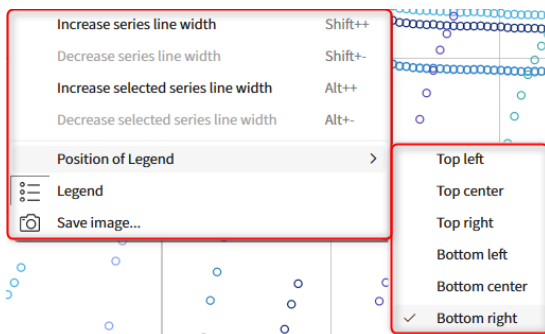 Increase series line width Shift++
Decrease series line width Shift+-
Increase selected series line width Alt++
Decrease selected series line width Alt+-
Position of Legend
Legend
Save image...
Top left
Top center
Top right
Bottom left
Bottom center
Bottom right